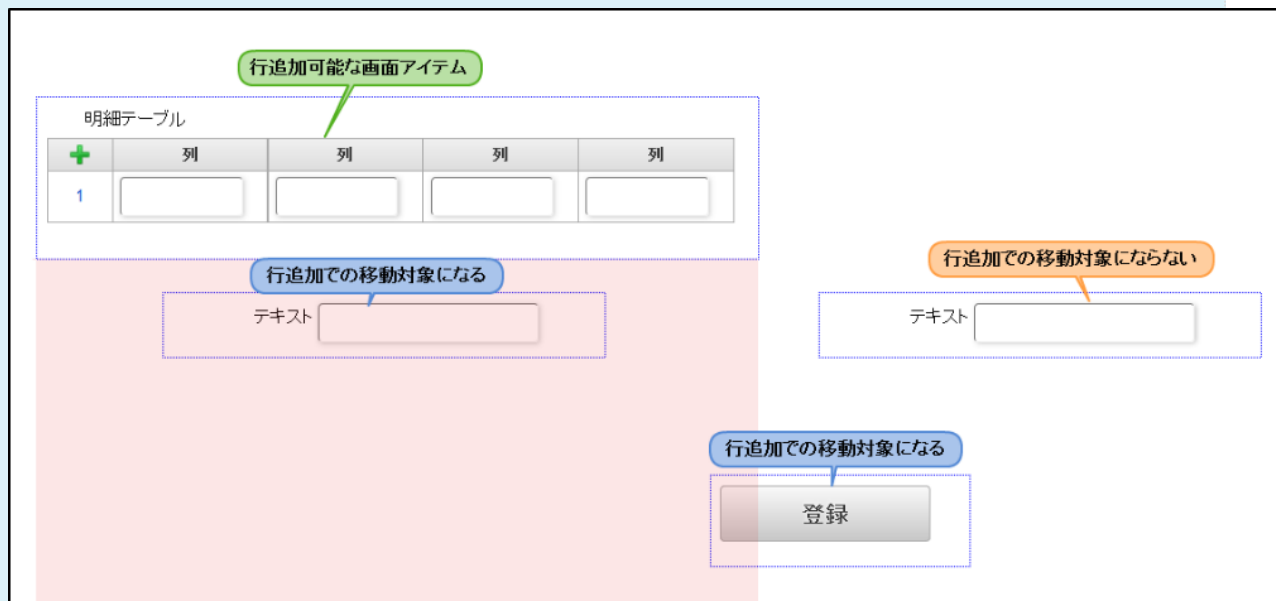 行追加可能な画面アイテム
明細テーブル
列 列 列 列
1
行追加での移動対象になる
行追加での移動対象にならない
テキスト
テキスト
行追加での移動対象になる
登録